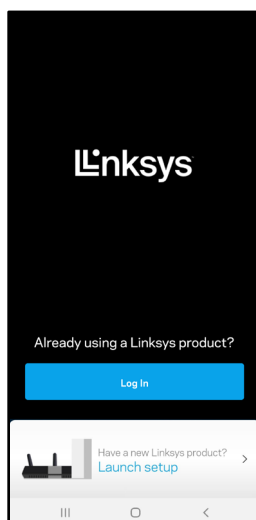 Linksys
Already using a Linksys product?
Log In
Have a new Linksys product?
Launch setup